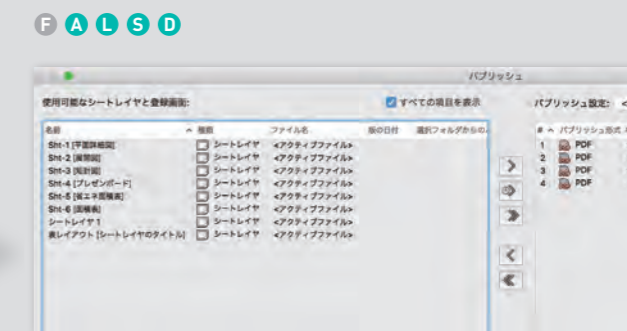 F A L S D
パブリッシュ
使用可能なシートレイヤと登録画面: すべての項目を表示 パブリッシュ設定: <
名前 種類 ファイル名 版の日付 選択フォルダからの # パブリッシュ形式
Sht-1 [平面詳細図] シートレイヤ <アクティブファイル> 1 PDF
Sht-2 [展開図] シートレイヤ <アクティブファイル> 2 PDF
Sht-3 [矩計図] シートレイヤ <アクティブファイル> 3 PDF
Sht-4 [プレゼンボード] シートレイヤ <アクティブファイル> 4 PDF
Sht-5 [省エネ面積表] シートレイヤ <アクティブファイル>
Sht-6 [面積表] シートレイヤ <アクティブファイル>
シートレイヤ1 シートレイヤ <アクティブファイル>
表レイアウト [シートレイヤのタイトル] シートレイヤ <アクティブファイル>